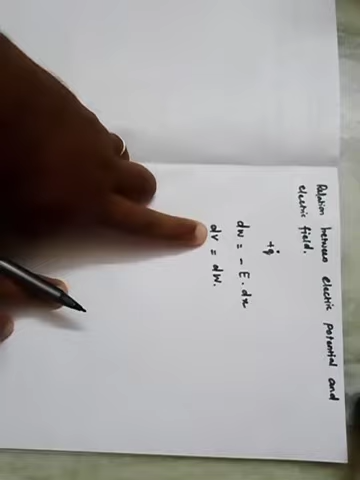 Relation between electric potential and
electric field.
+q
dW = - E. dx
dV = dW.